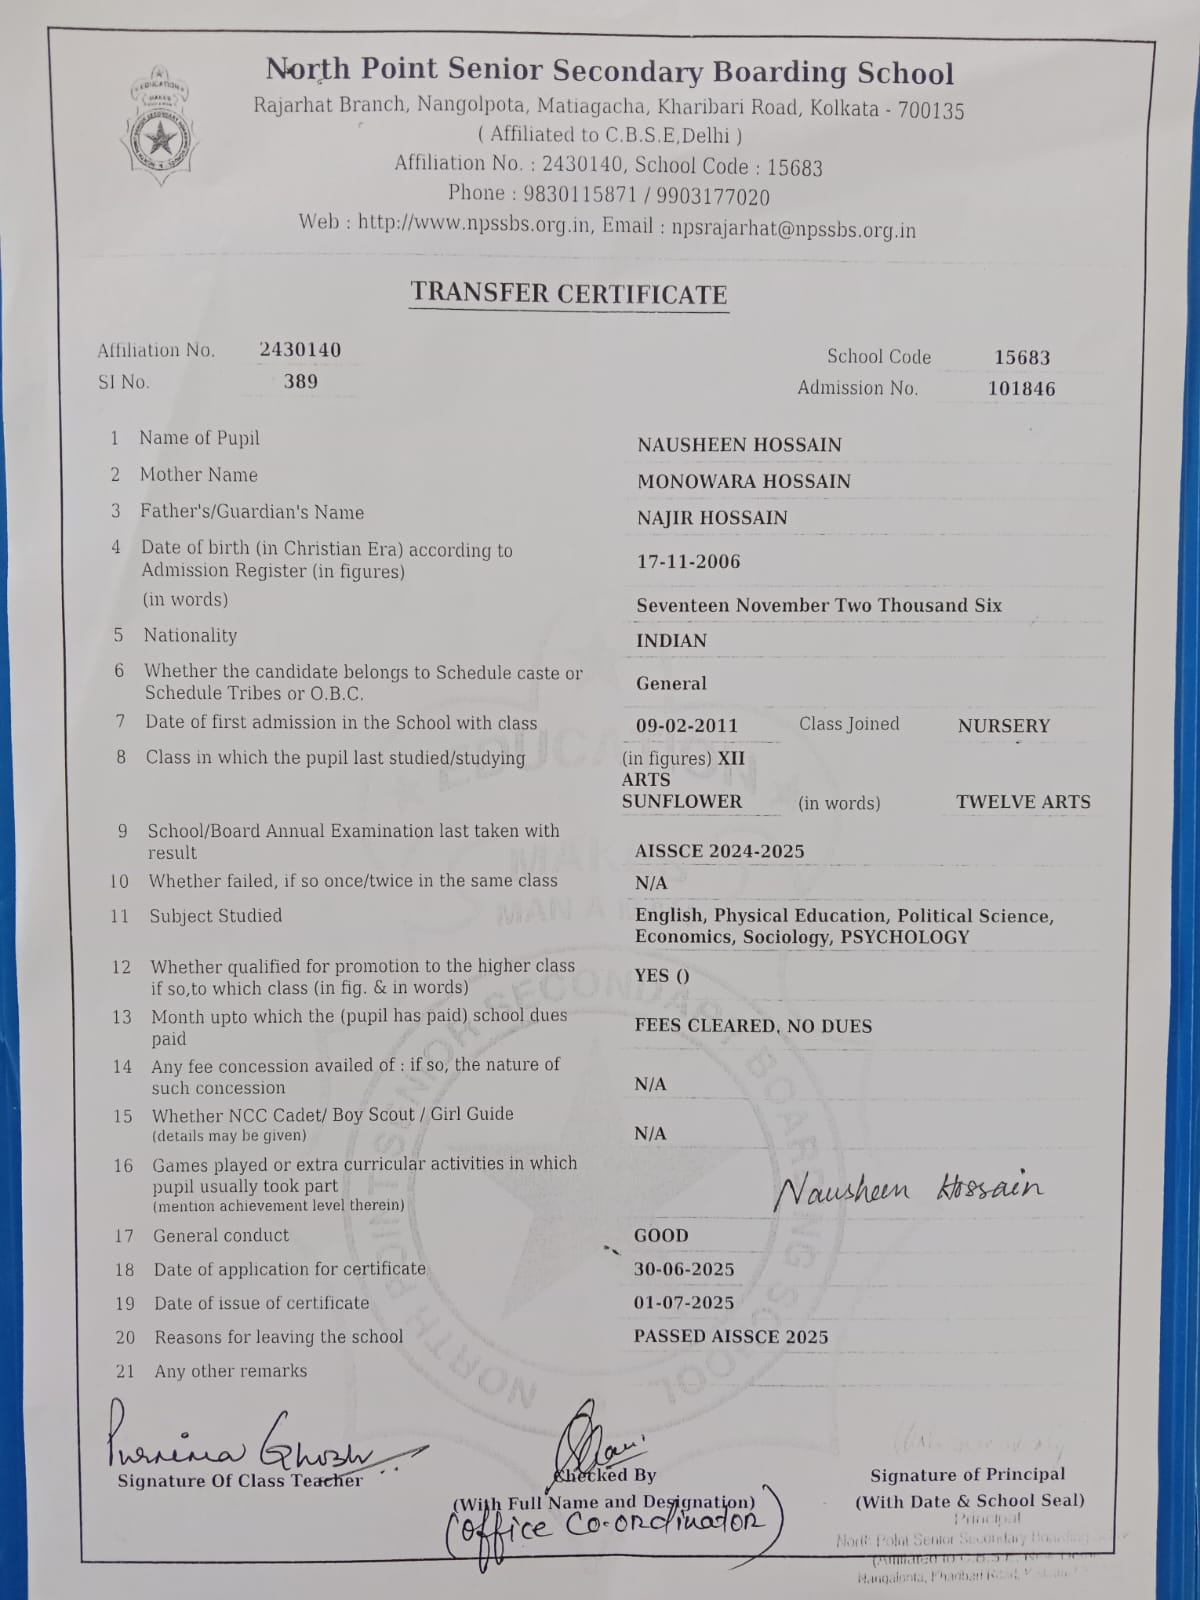 North Point Senior Secondary Boarding School
Rajarhat Branch, Nangolpota, Matiagacha, Kharibari Road, Kolkata - 700135
( Affiliated to C.B.S.E,Delhi )
Affiliation No. : 2430140, School Code : 15683
Phone : 9830115871 / 9903177020
Web : http://www.npssbs.org.in, Email : npsrajarhat@npssbs.org.in
TRANSFER CERTIFICATE
Affiliation No. 2430140 School Code 15683
SI No. 389 Admission No. 101846
1 Name of Pupil NAUSHEEN HOSSAIN
2 Mother Name MONOWARA HOSSAIN
3 Father's/Guardian's Name NAJIR HOSSAIN
4 Date of birth (in Christian Era) according to
Admission Register (in figures) 17-11-2006
(in words) Seventeen November Two Thousand Six
5 Nationality INDIAN
6 Whether the candidate belongs to Schedule caste or
Schedule Tribes or O.B.C. General
7 Date of first admission in the School with class 09-02-2011 Class Joined NURSERY
8 Class in which the pupil last studied/studying (in figures) XII
ARTS
SUNFLOWER (in words) TWELVE ARTS
9 School/Board Annual Examination last taken with
result AISSCE 2024-2025
10 Whether failed, if so once/twice in the same class N/A
11 Subject Studied English, Physical Education, Political Science,
Economics, Sociology, PSYCHOLOGY
12 Whether qualified for promotion to the higher class
if so,to which class (in fig. & in words) YES ()
13 Month upto which the (pupil has paid) school dues
paid FEES CLEARED, NO DUES
14 Any fee concession availed of : if so, the nature of
such concession N/A
15 Whether NCC Cadet/ Boy Scout / Girl Guide
(details may be given) N/A
16 Games played or extra curricular activities in which
pupil usually took part
(mention achievement level therein)
Nausheen Hossain
17 General conduct GOOD
18 Date of application for certificate 30-06-2025
19 Date of issue of certificate 01-07-2025
20 Reasons for leaving the school PASSED AISSCE 2025
21 Any other remarks
Purnima Ghosh
Signature Of Class Teacher
Checked By
(With Full Name and Designation)
(Office Co-ordinator)
Signature of Principal
(With Date & School Seal)
Principal
North Point Senior Secondary Boarding